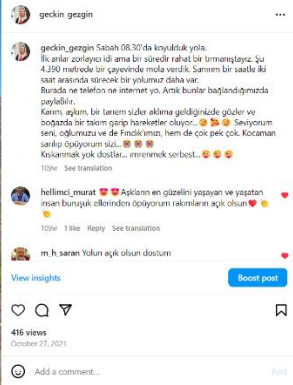 geckin_gezgin
geckin_gezgin Sabah 08.30'da koyulduk yola.
İlk anlar zorlayıcı idi ama bir süredir rahat bir tırmanıştayız. Şu
4.390 metrede bir çayevinde mola verdik. Sanırım bir saatle iki
saat arasında sürecek bir yolumuz daha var.
Burada ne telefon ne internet yo. Artık bunlar bağlandığımızda
paylaşılır.
Karım, aşkım, bir tanem sizler aklıma geldiğinizde gözler ve
boğazda bir takım garip hareketler oluyor...😔🥰😔 Seviyorum
seni, oğlumuzu ve de Fındık'ımızı, hem de çok pek çok. Kocaman
sarılıp öpüyorum sizi...
Kıskanmak yok dostlar... imrenmek serbest...
109w See translation
hellimci_murat 💖💖Aşkların en güzelini yaşayan ve yaşatan
insan buruşuk ellerinden öpüyorum rakımların açık olsun❤️👏
👏
109w 1 like Reply See translation
m_h_saran Yolun açık olsun dostum
View insights
Boost post
416 views
October 27, 2021
Add a comment...
Post